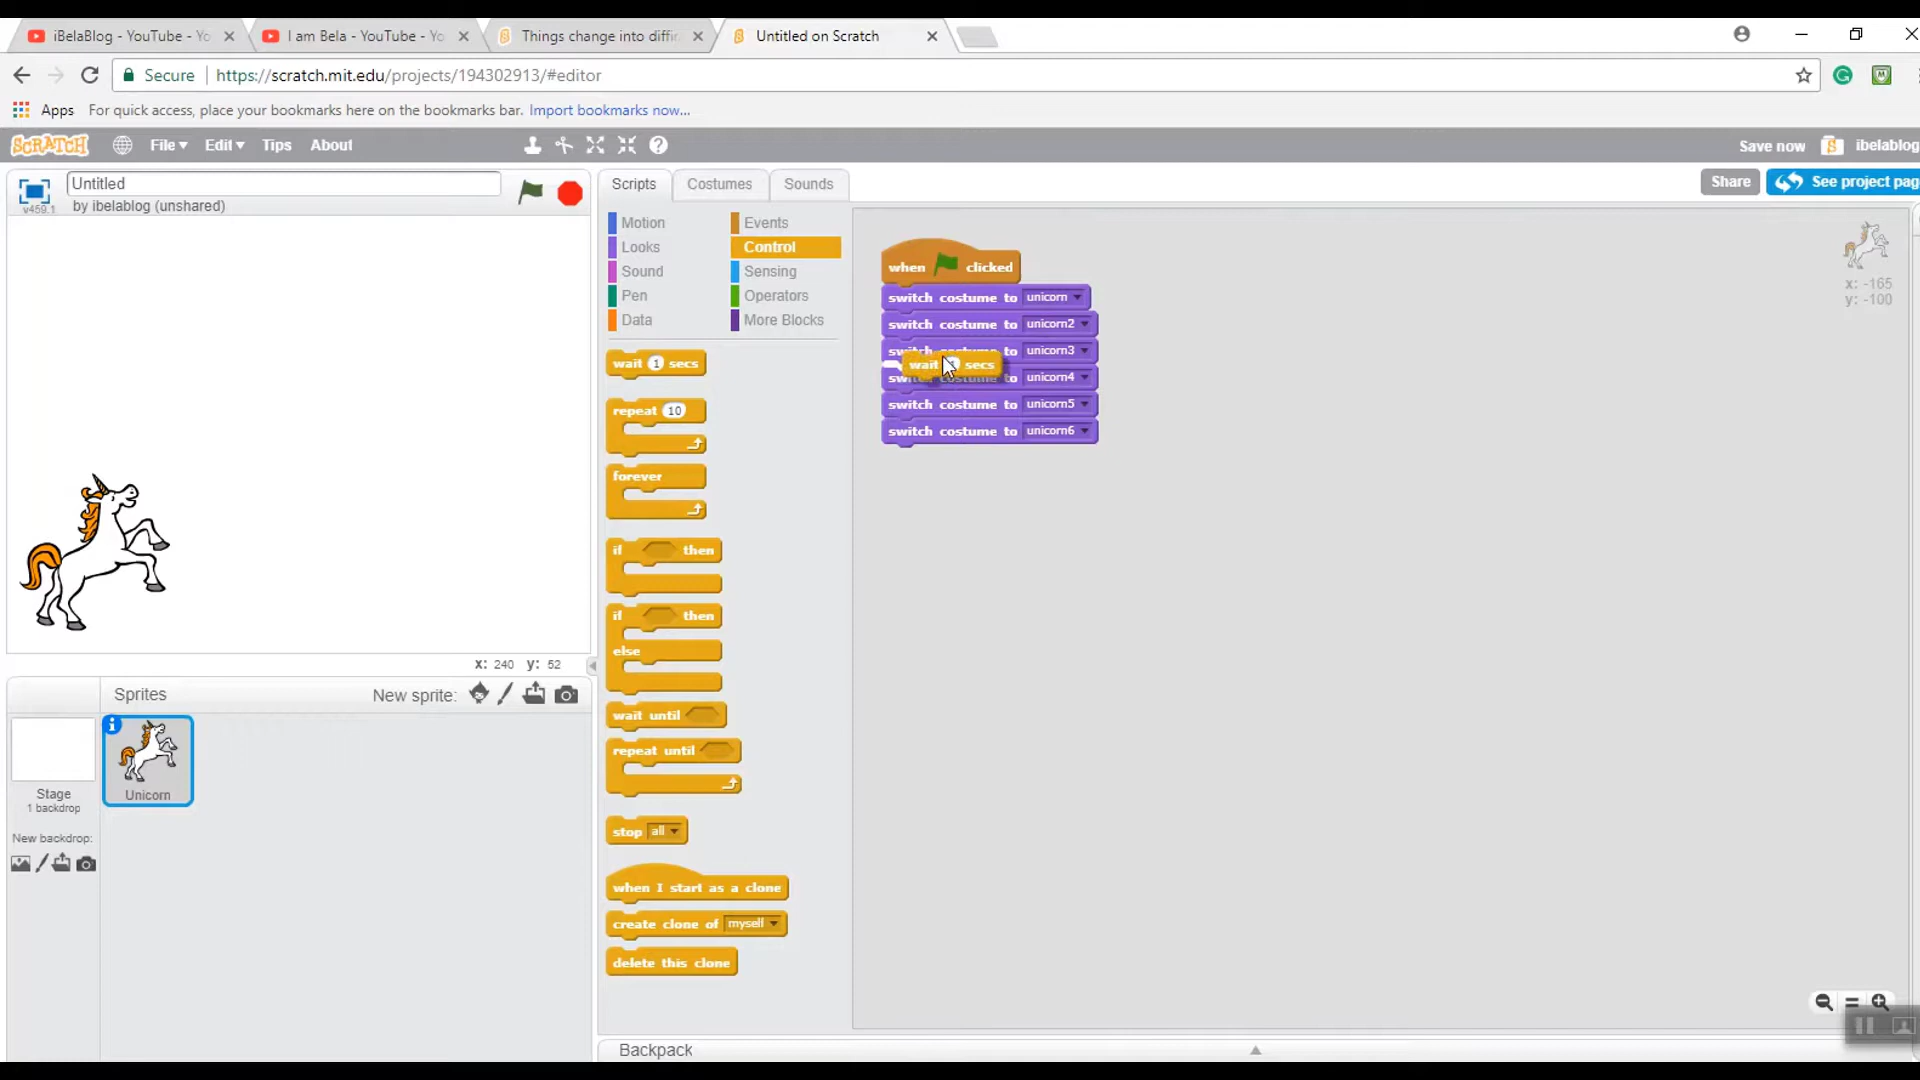 iBelaBlog - YouTube - Yo
I am Bela - YouTube - Yo
Things change into diffi
Untitled on Scratch
Secure
https://scratch.mit.edu/projects/194302913/#editor
Apps
For quick access, place your bookmarks here on the bookmarks bar. Import bookmarks now...
SCRATCH
File
Edit
Tips
About
Save now
ibelablog
Untitled
by ibelablog (unshared)
v459.1
Scripts
Costumes
Sounds
Share
See project pag
Motion
Events
Looks
Control
Sound
Sensing
Pen
Operators
Data
More Blocks
wait 1 secs
repeat 10
forever
if then
if then
else
wait until
repeat until
stop all
when I start as a clone
create clone of myself
delete this clone
when clicked
switch costume to unicorn
switch costume to unicorn2
to unicorn3
wait secs
to unicorn4
switch costume to unicorn5
switch costume to unicorn6
x: -165
y: -100
x: 240 y: 52
Sprites
New sprite:
Stage
1 backdrop
New backdrop:
Unicorn
Backpack